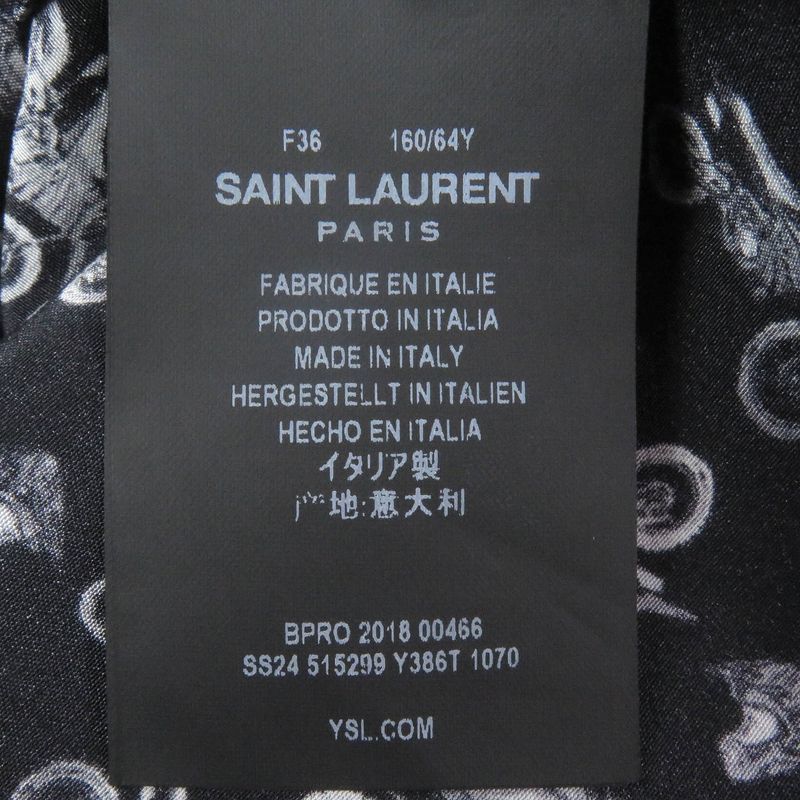 F36 160/64Y
SAINT LAURENT
PARIS
FABRIQUE EN ITALIE
PRODOTTO IN ITALIA
MADE IN ITALY
HERGESTELLT IN ITALIEN
HECHO EN ITALIA
イタリア製
地:意大利
BPRO 2018 00466
SS24 515299 Y386T 1070
YSL.COM